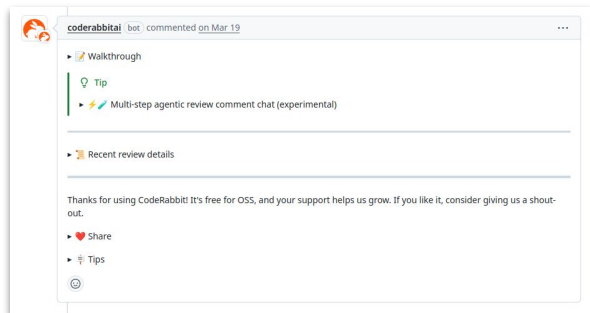 coderabbitai bot commented on Mar 19
Walkthrough
Tip
Multi-step agentic review comment chat (experimental)
Recent review details
Thanks for using CodeRabbit! It's free for OSS, and your support helps us grow. If you like it, consider giving us a shout-
out.
Share
Tips